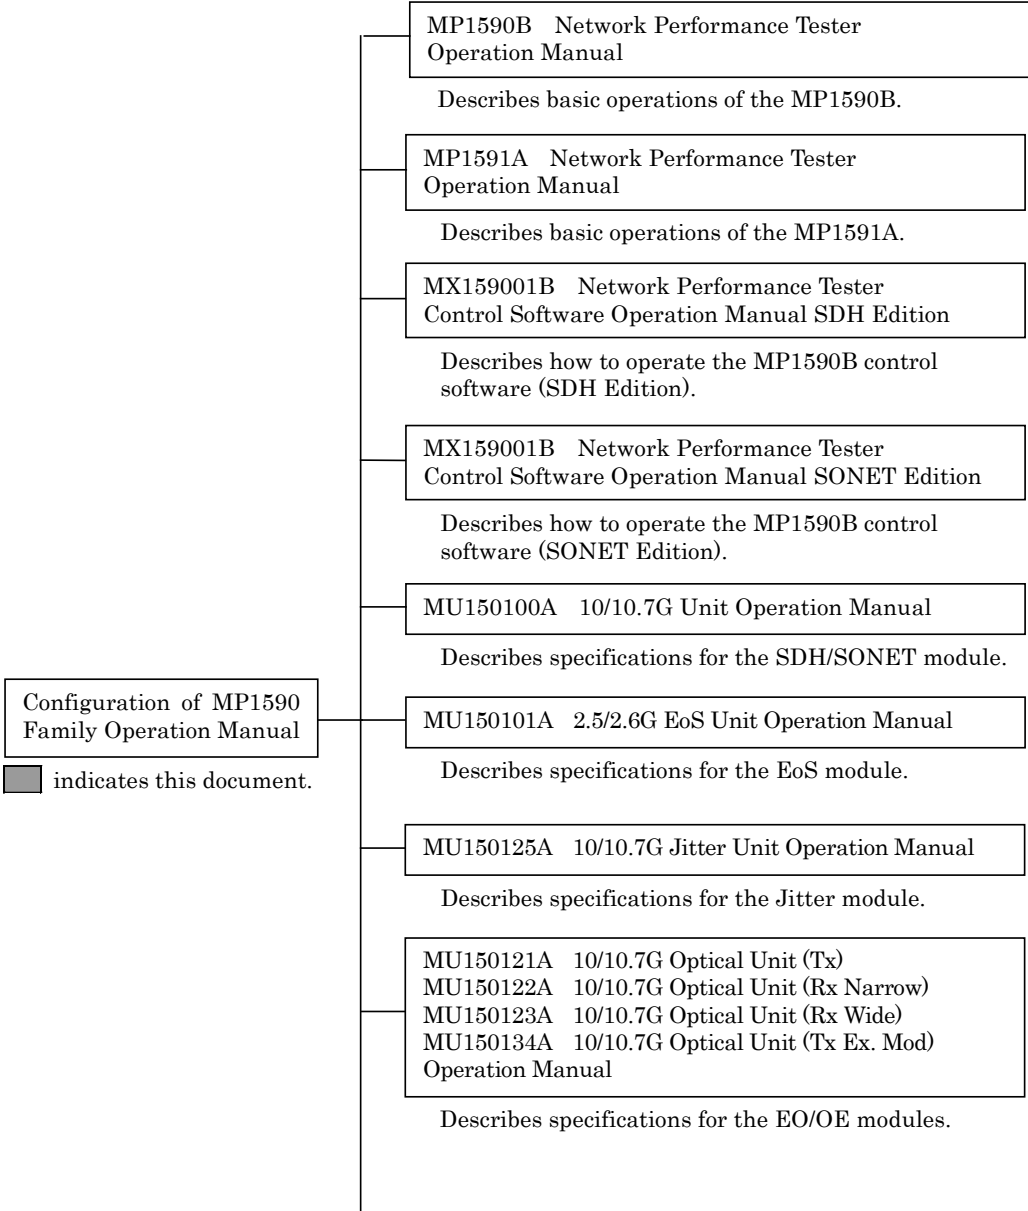 MP1590B Network Performance Tester
Operation Manual
Describes basic operations of the MP1590B.
MP1591A Network Performance Tester
Operation Manual
Describes basic operations of the MP1591A.
MX159001B Network Performance Tester
Control Software Operation Manual SDH Edition
Describes how to operate the MP1590B control
software (SDH Edition).
MX159001B Network Performance Tester
Control Software Operation Manual SONET Edition
Describes how to operate the MP1590B control
software (SONET Edition).
MU150100A 10/10.7G Unit Operation Manual
Describes specifications for the SDH/SONET module.
Configuration of MP1590
Family Operation Manual
indicates this document.
MU150101A 2.5/2.6G EoS Unit Operation Manual
Describes specifications for the EoS module.
MU150125A 10/10.7G Jitter Unit Operation Manual
Describes specifications for the Jitter module.
MU150121A 10/10.7G Optical Unit (Tx)
MU150122A 10/10.7G Optical Unit (Rx Narrow)
MU150123A 10/10.7G Optical Unit (Rx Wide)
MU150134A 10/10.7G Optical Unit (Tx Ex. Mod)
Operation Manual
Describes specifications for the EO/OE modules.